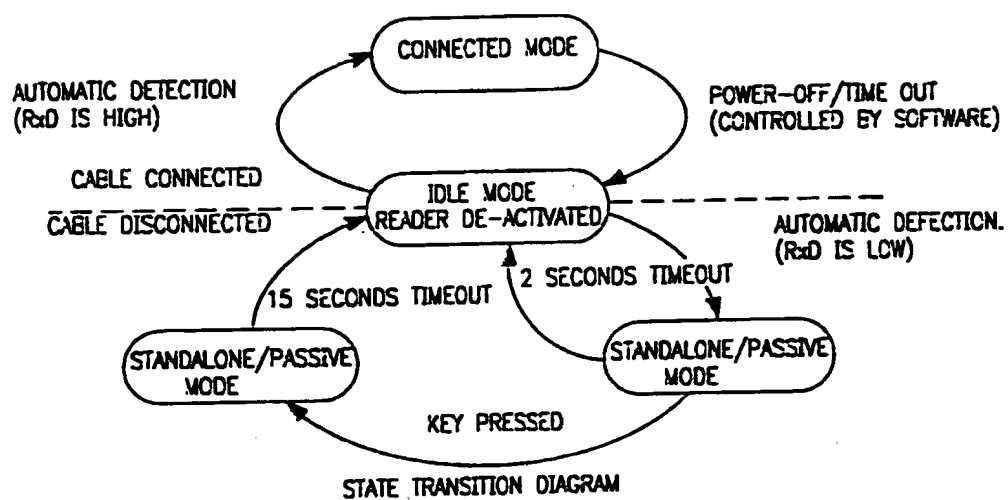 CONNECTED MODE
AUTOMATIC DETECTION
(RxD IS HIGH)
POWER-OFF/TIME OUT
(CONTROLLED BY SOFTWARE)
CABLE CONNECTED
IDLE MODE
READER DE-ACTIVATED
CABLE DISCONNECTED
AUTOMATIC DEFECTION.
(RxD IS LOW)
15 SECONDS TIMEOUT
2 SECONDS TIMEOUT
STANDALONE/PASSIVE
MODE
STANDALONE/PASSIVE
MODE
KEY PRESSED
STATE TRANSITION DIAGRAM